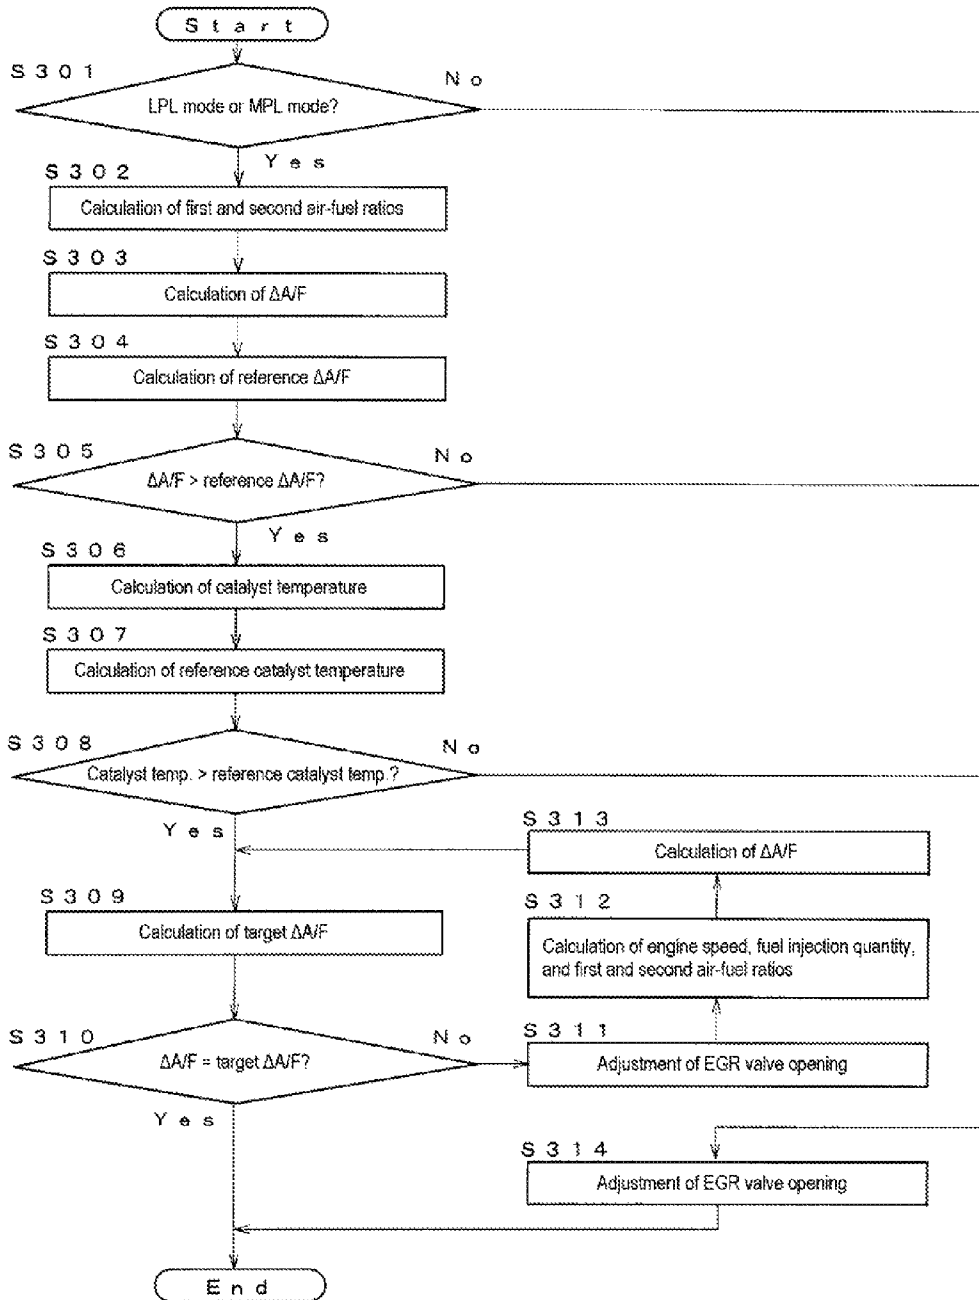 Start
S301
No
LPL mode or MPL mode?
Yes
S302
Calculation of first and second air-fuel ratios
S303
Calculation of ΔA/F
S304
Calculation of reference ΔA/F
S305
No
ΔA/F > reference ΔA/F?
Yes
S306
Calculation of catalyst temperature
S307
Calculation of reference catalyst temperature
S308
No
Catalyst temp. > reference catalyst temp.?
Yes
S313
Calculation of ΔA/F
S309
Calculation of target ΔA/F
S312
Calculation of engine speed, fuel injection quantity,
and first and second air-fuel ratios
S310
No
ΔA/F = target ΔA/F?
S311
Adjustment of EGR valve opening
Yes
S314
Adjustment of EGR valve opening
End